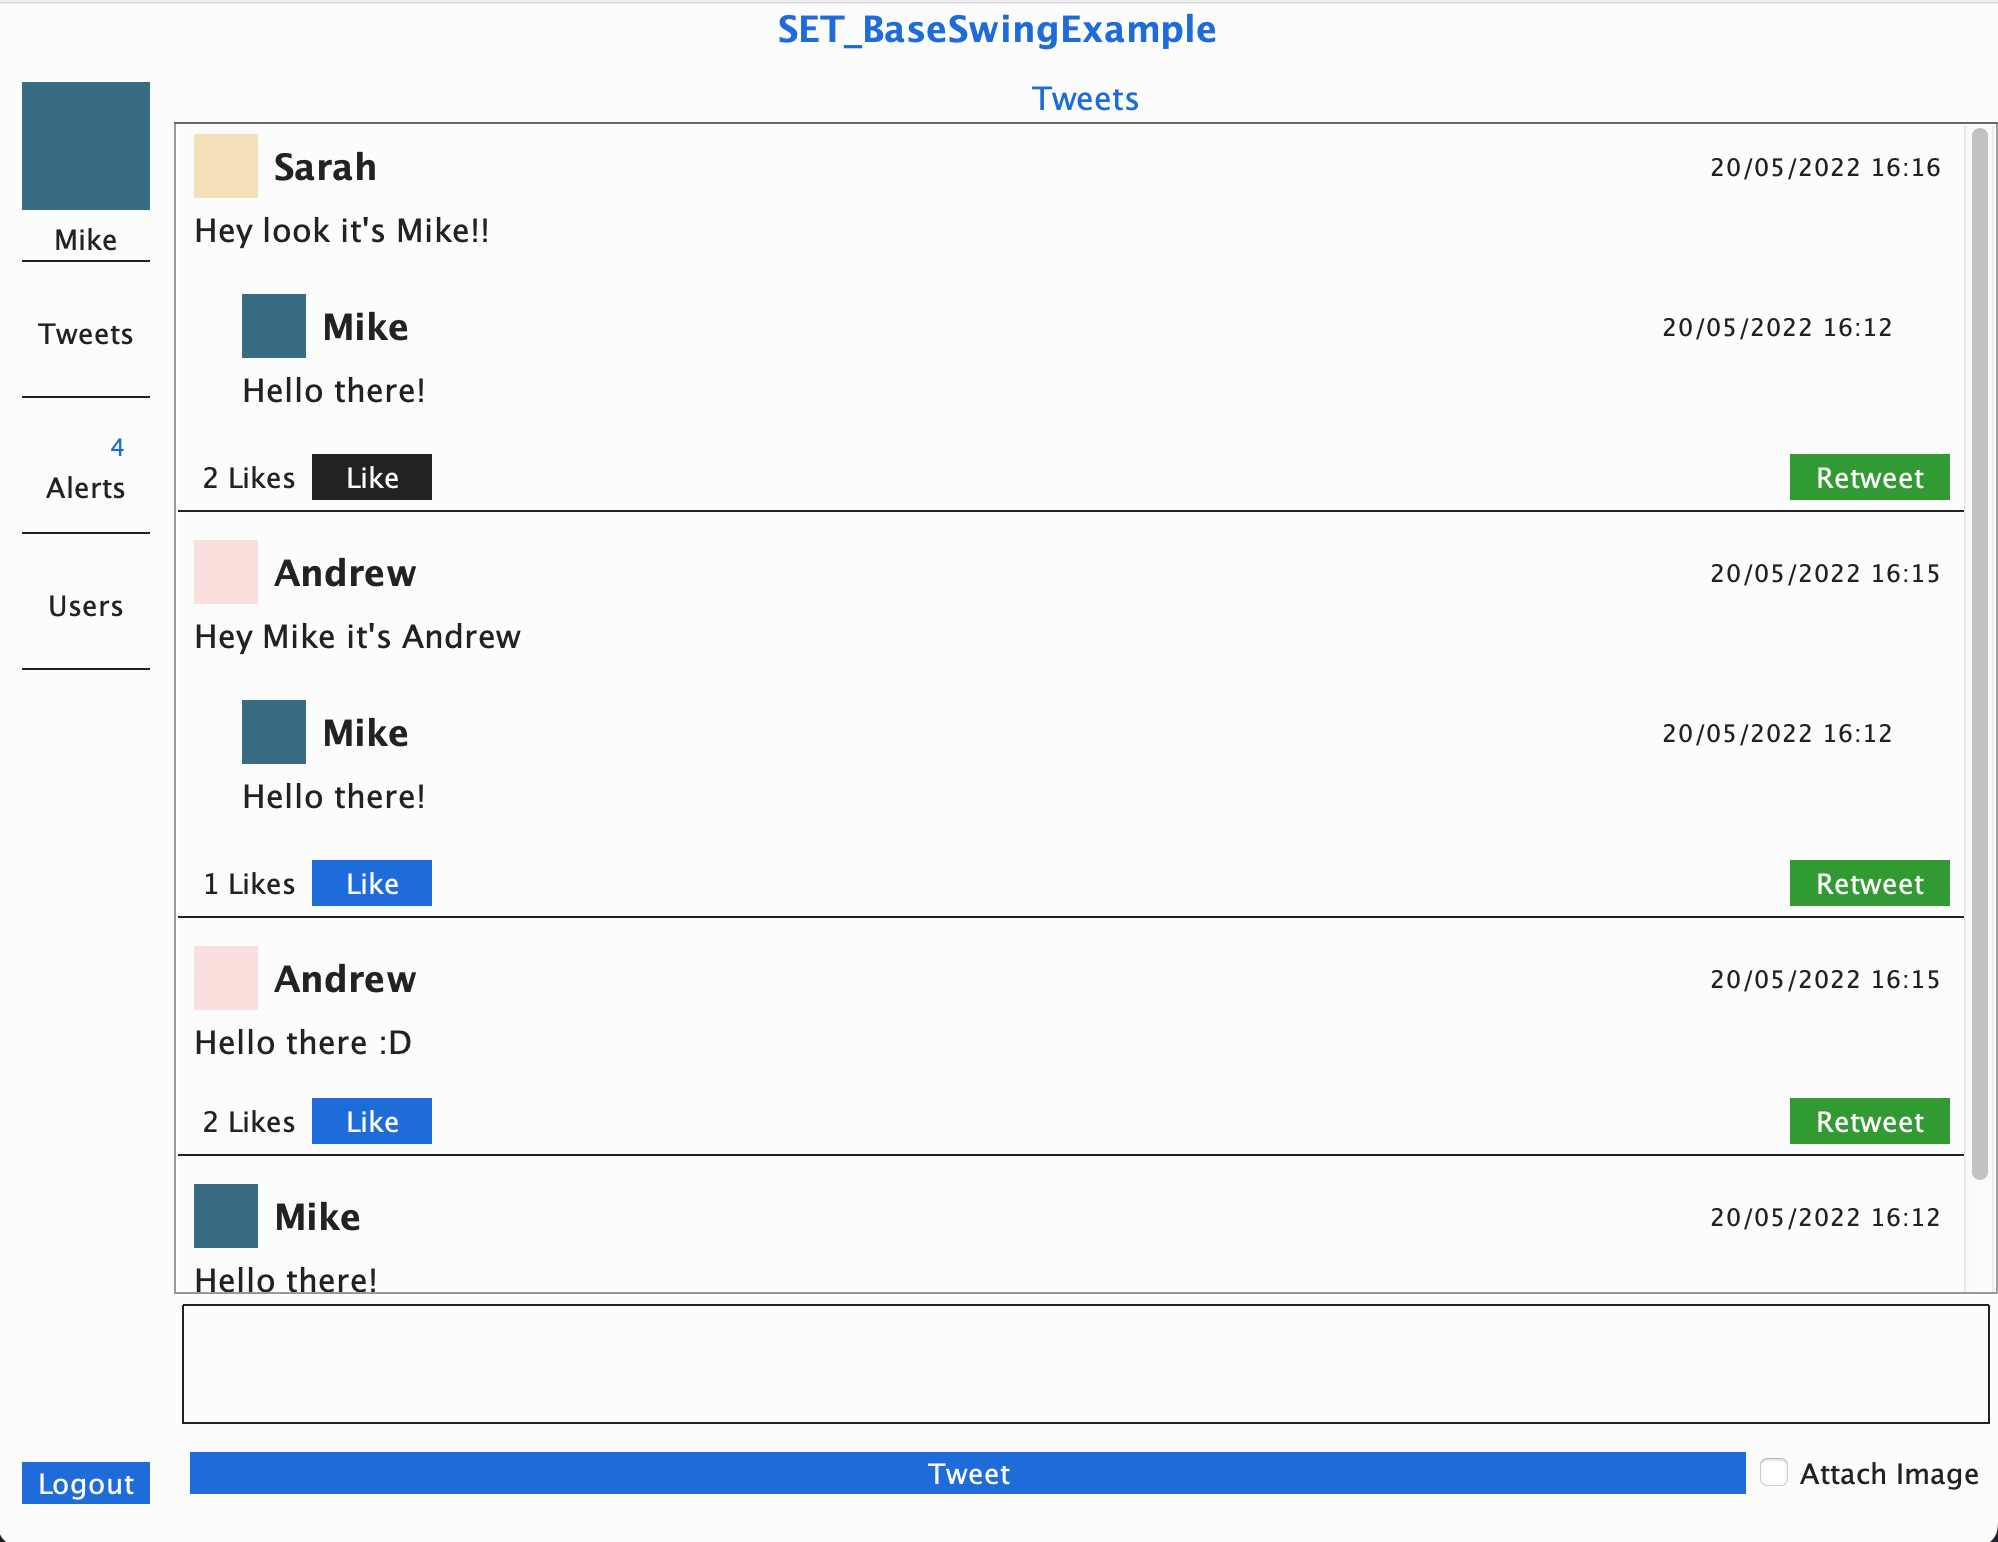 SET_BaseSwingExample
Tweets
Mike
Tweets
4
Alerts
Users
Logout
Sarah 20/05/2022 16:16
Hey look it's Mike!!
Mike 20/05/2022 16:12
Hello there!
2 Likes Like Retweet
Andrew 20/05/2022 16:15
Hey Mike it's Andrew
Mike 20/05/2022 16:12
Hello there!
1 Likes Like Retweet
Andrew 20/05/2022 16:15
Hello there :D
2 Likes Like Retweet
Mike 20/05/2022 16:12
Hello there!
Tweet Attach Image